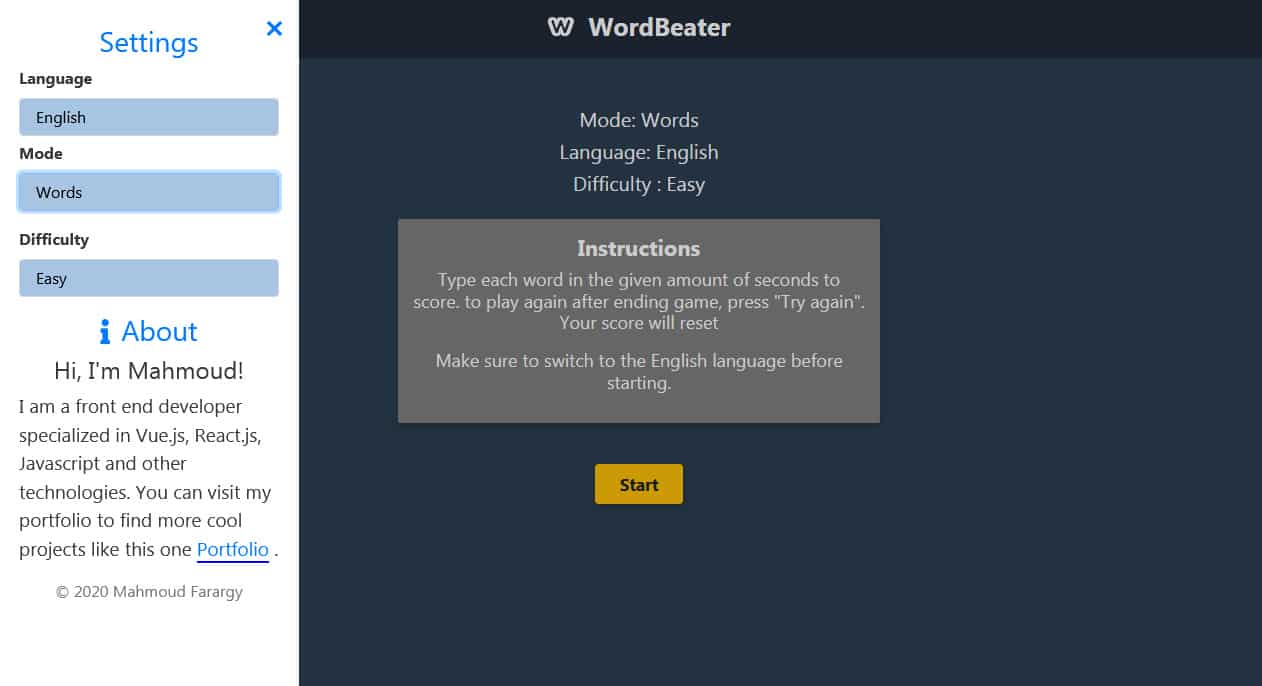 Settings
Language
English
Mode
Words
Difficulty
Easy
About
Hi, I'm Mahmoud!
I am a front end developer
specialized in Vue.js, React.js,
Javascript and other
technologies. You can visit my
portfolio to find more cool
projects like this one Portfolio .
© 2020 Mahmoud Farargy
WordBeater
Mode: Words
Language: English
Difficulty : Easy
Instructions
Type each word in the given amount of seconds to
score. to play again after ending game, press "Try again".
Your score will reset
Make sure to switch to the English language before
starting.
Start